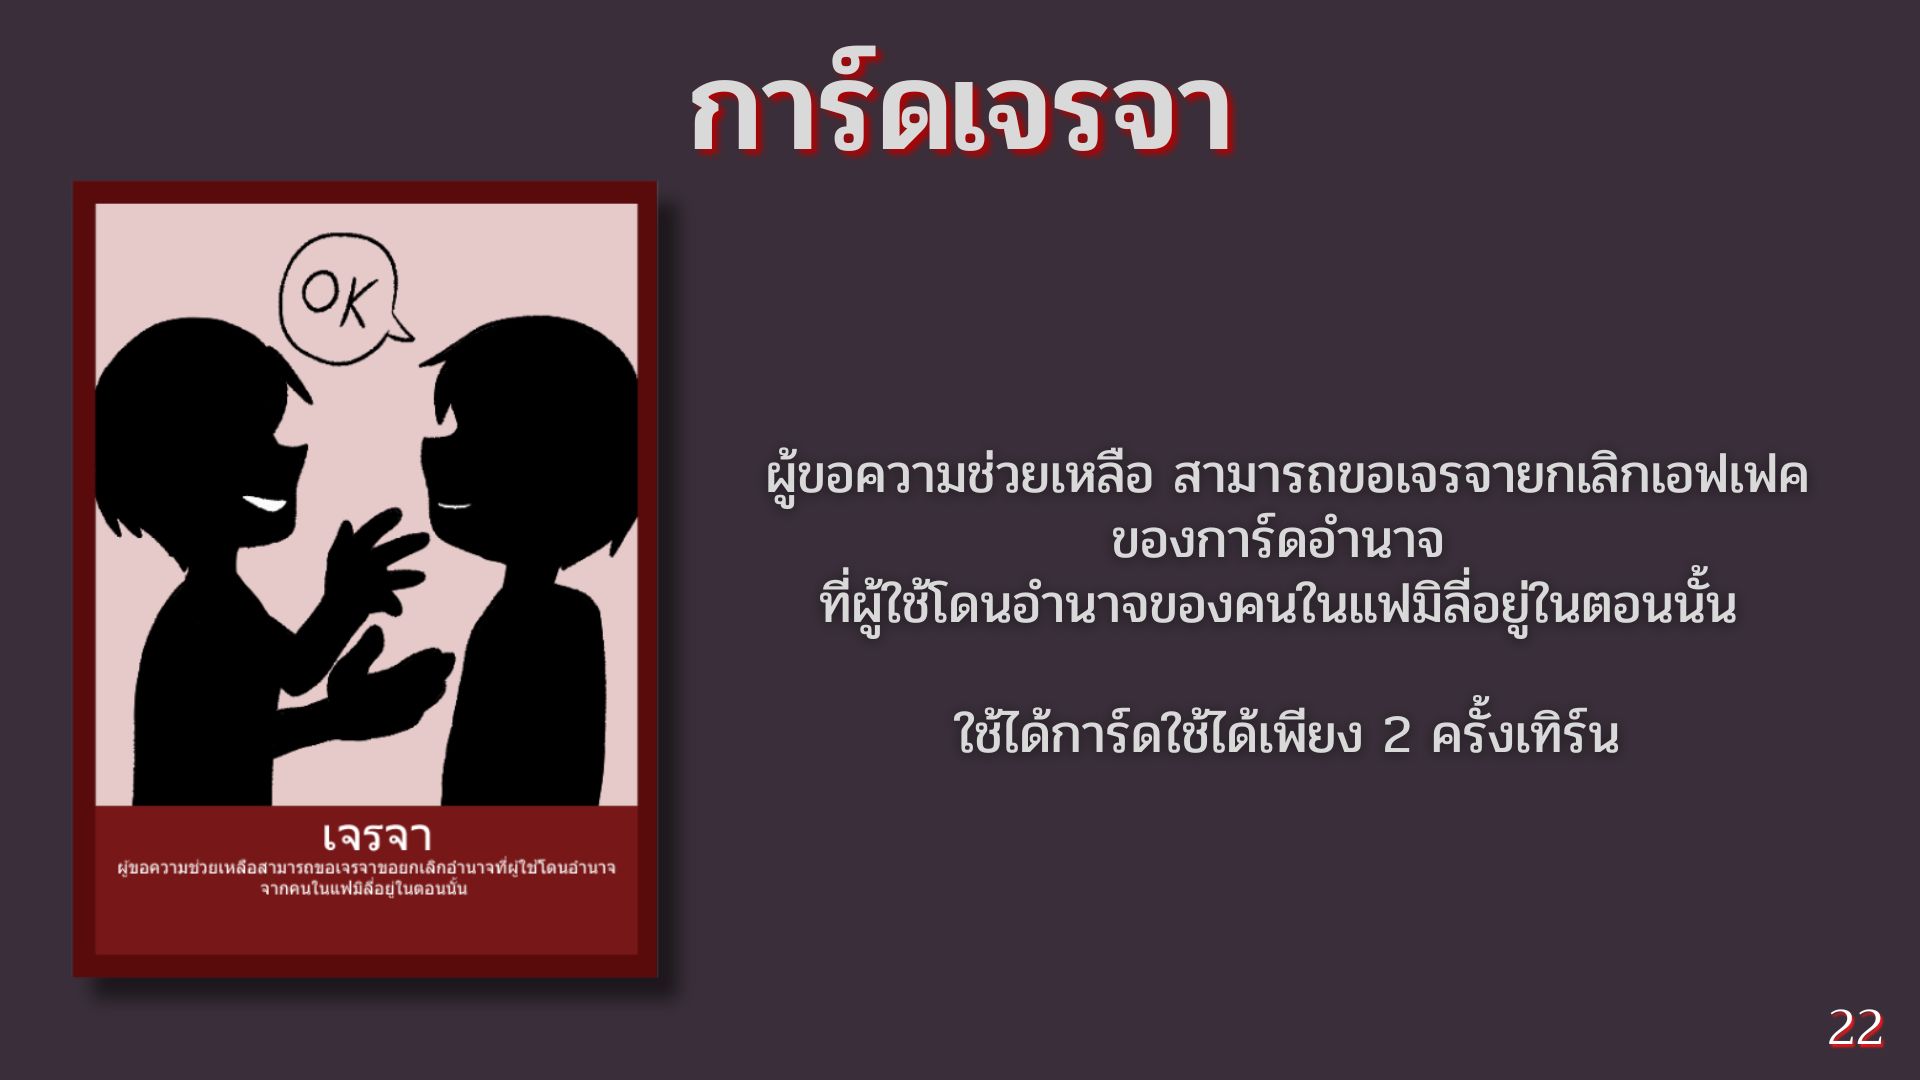 การ์ดเจรจา
OK
เจรจา
ผู้ขอความช่วยเหลือสามารถขอเจรจาขอยกเลิกอำนาจที่ผู้ใช้โดนอำนาจ
จากคนในแฟมิลี่อยู่ในตอนนั้น
ผู้ขอความช่วยเหลือ สามารถขอเจรจายกเลิกเอฟเฟค
ของการ์ดอำนาจ
ที่ผู้ใช้โดนอำนาจของคนในแฟมิลี่อยู่ในตอนนั้น
ใช้ได้การ์ดใช้ได้เพียง 2 ครั้งเทิร์น
22